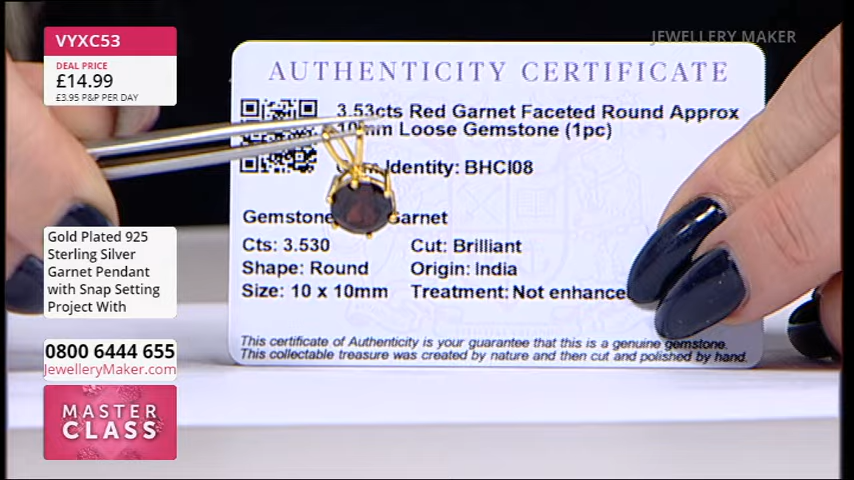 VYXC53
DEAL PRICE
£14.99
£3.95 P&P PER DAY
JEWELLERY MAKER
AUTHENTICITY CERTIFICATE
3.53cts Red Garnet Faceted Round Approx
10mm Loose Gemstone (1pc)
Identity: BHCI08
Gemstone Garnet
Cts: 3.530 Cut: Brilliant
Shape: Round Origin: India
Size: 10 x 10mm Treatment: Not enhance
This certificate of Authenticity is your guarantee that this is a genuine gemstone.
This collectable treasure was created by nature and then cut and polished by hand.
Gold Plated 925
Sterling Silver
Garnet Pendant
with Snap Setting
Project With
0800 6444 655
JewelleryMaker.com
MASTER
CLASS